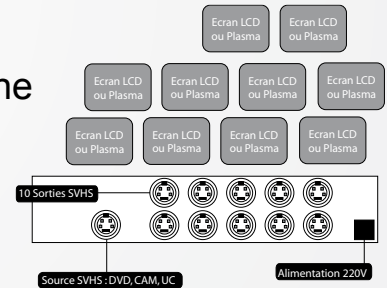 Ecran LCD
ou Plasma
Ecran LCD
ou Plasma
ne
Ecran LCD
ou Plasma
Ecran LCD
ou Plasma
Ecran LCD
ou Plasma
Ecran LCD
ou Plasma
Ecran LCD
ou Plasma
Ecran LCD
ou Plasma
Ecran LCD
ou Plasma
Ecran LCD
ou Plasma
10 Sorties SVHS
Source SVHS : DVD, CAM, UC
Alimentation 220V